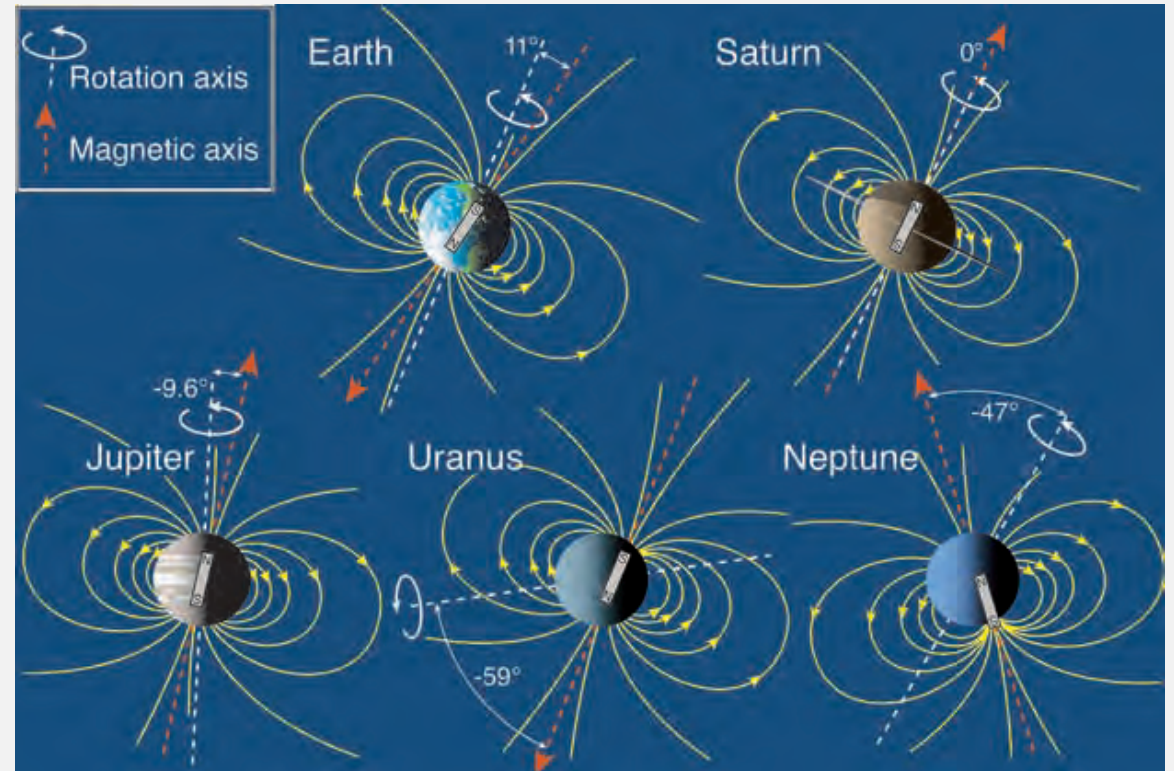 Rotation axis
Magnetic axis
Earth
11°
S
N
Saturn
0°
N
S
-9.6°
Jupiter
N
S
Uranus
-59°
S
N
Neptune
-47°
N
S